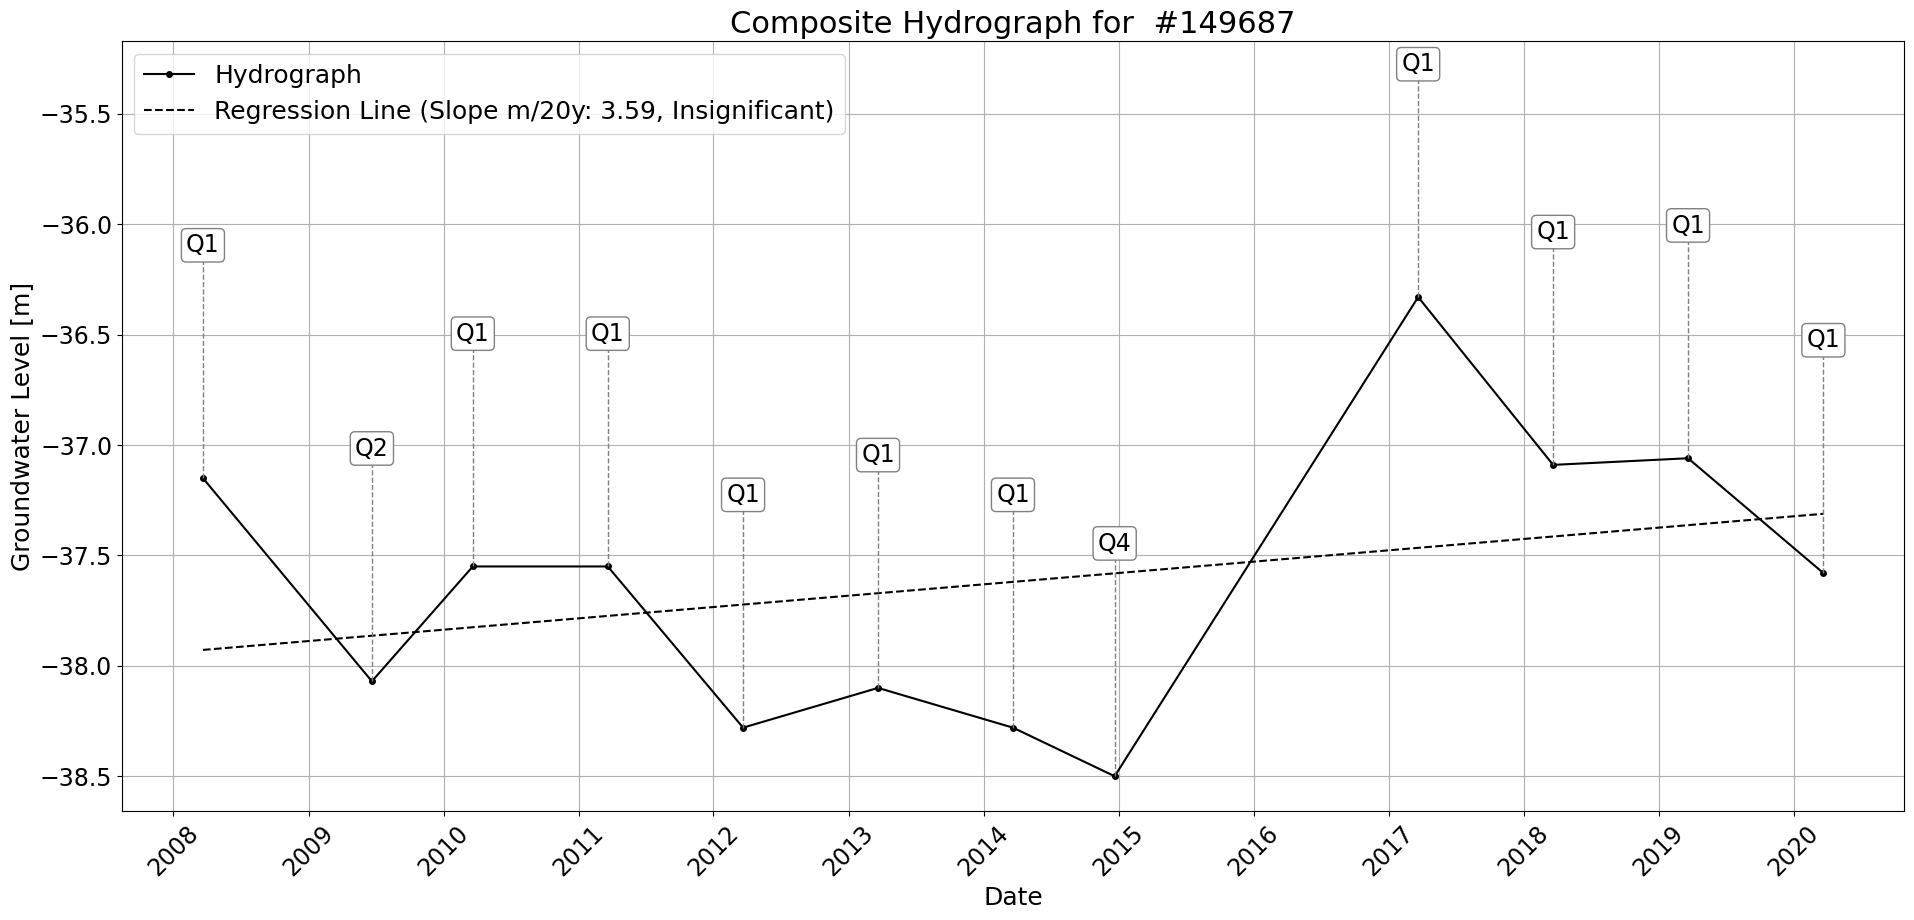 Composite Hydrograph for  #149687
Hydrograph
Regression Line (Slope m/20y: 3.59, Insignificant)
Groundwater Level [m]
−35.5
−36.0
−36.5
−37.0
−37.5
−38.0
−38.5
Q1
Q2
Q1
Q1
Q1
Q1
Q1
Q4
Q1
Q1
Q1
Q1
2008
2009
2010
2011
2012
2013
2014
2015
2016
2017
2018
2019
2020
Date